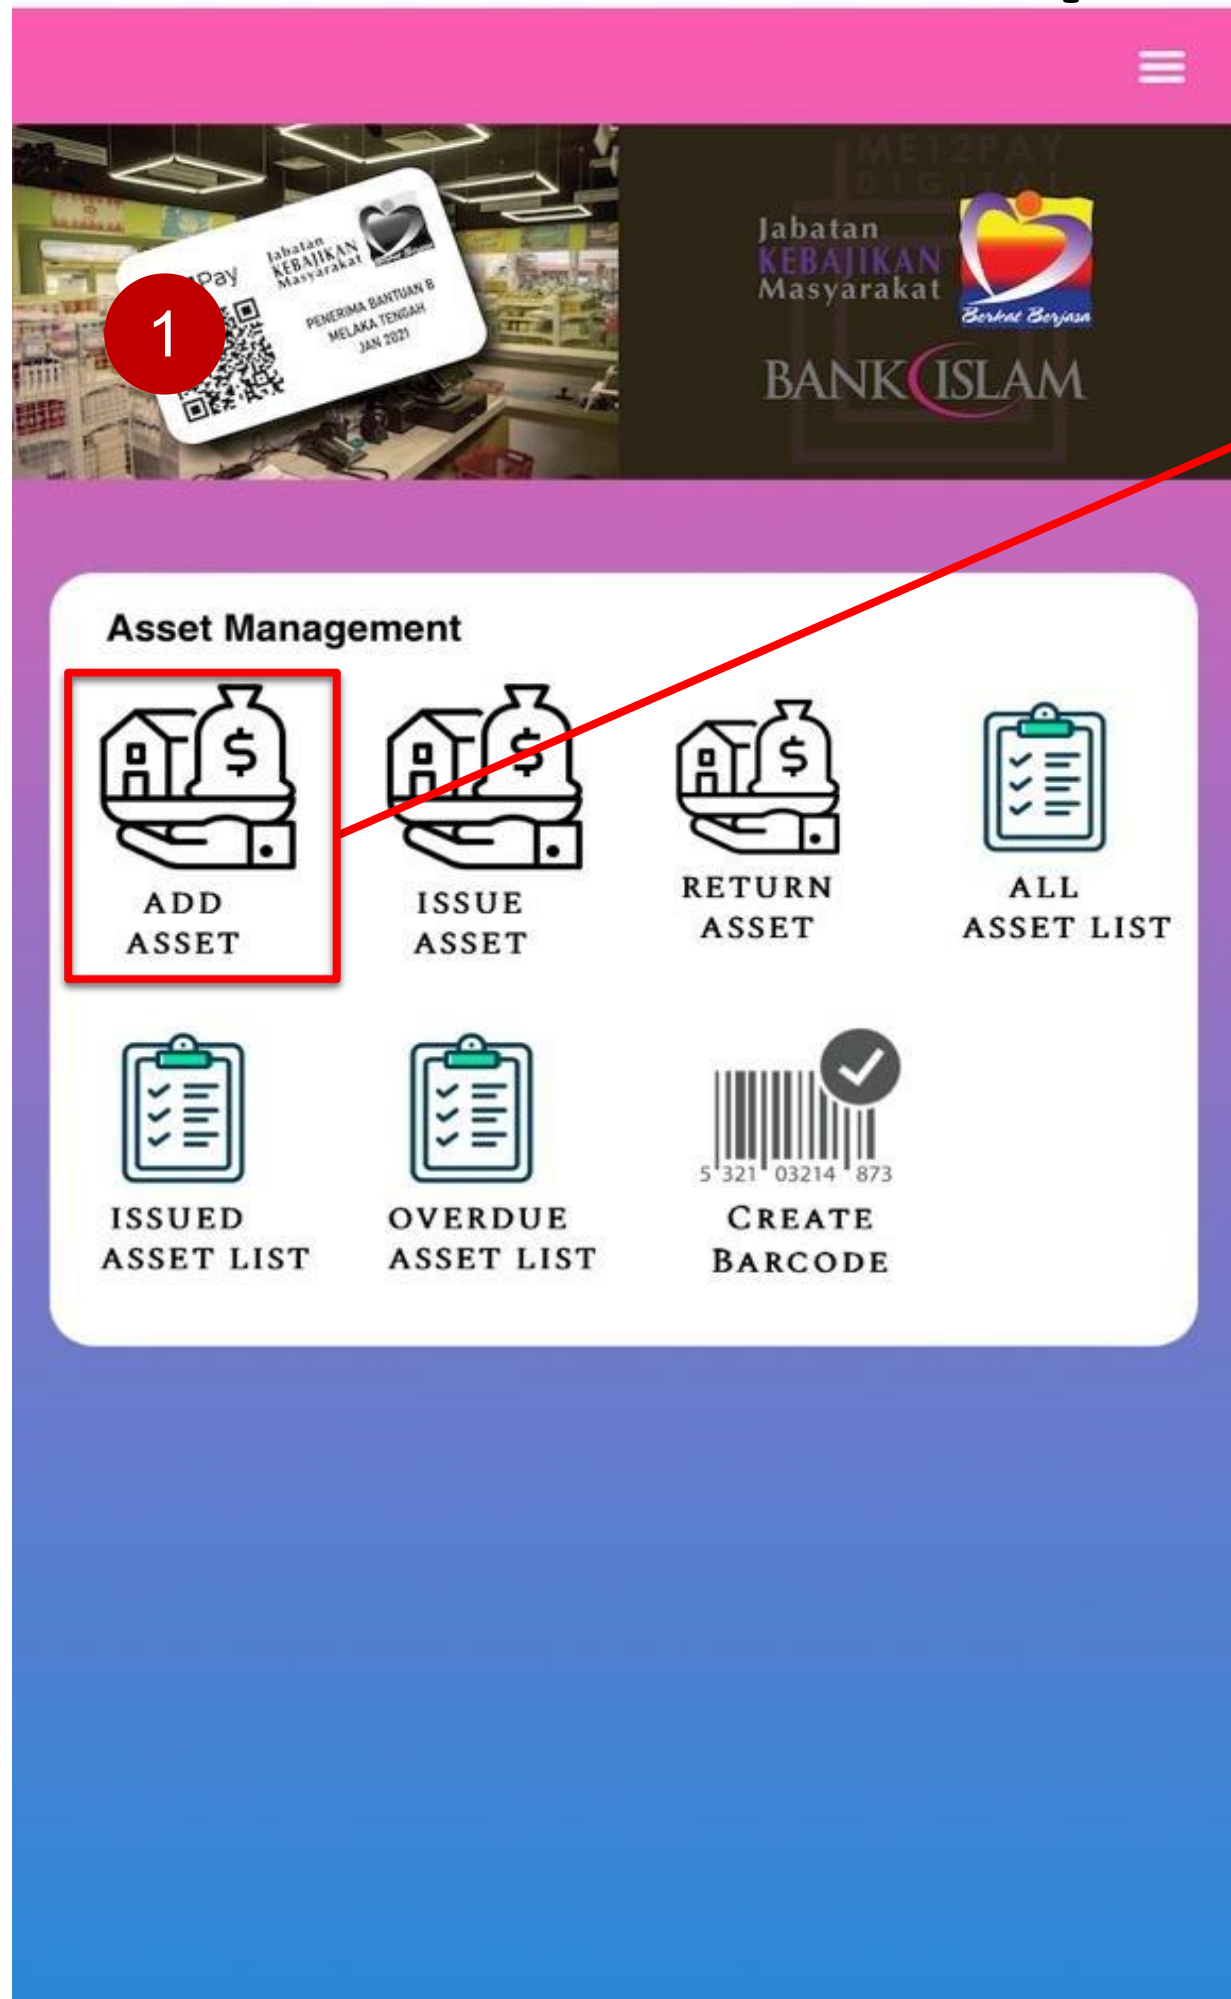 ME12PAY
DIGITAL
Jabatan
KEBAJIKAN
Masyarakat
Berkat Berjasa
BANK ISLAM
Pay
Jabatan
KEBAJIKAN
Masyarakat
PENERIMA BANTUAN B
MELAKA TENGAH
JAN 2021
1
Asset Management
ADD
ASSET
ISSUE
ASSET
RETURN
ASSET
ALL
ASSET LIST
ISSUED
ASSET LIST
OVERDUE
ASSET LIST
5 321 03214 873
CREATE
BARCODE